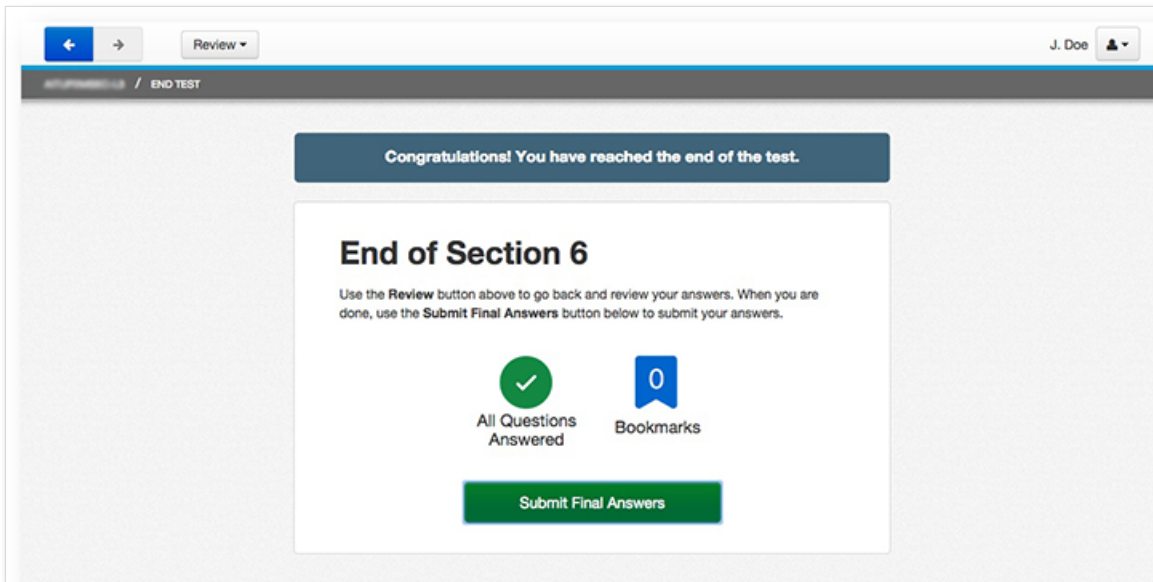 Review
J. Doe
/ END TEST
Congratulations! You have reached the end of the test.
End of Section 6
Use the Review button above to go back and review your answers. When you are
done, use the Submit Final Answers button below to submit your answers.
0
All Questions
Answered
Bookmarks
Submit Final Answers